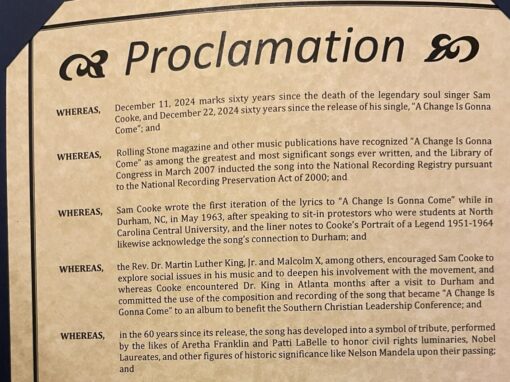 Proclamation
WHEREAS, December 11, 2024 marks sixty years since the death of the legendary soul singer Sam
Cooke, and December 22, 2024 sixty years since the release of his single, "A Change Is Gonna
Come"; and
WHEREAS, Rolling Stone magazine and other music publications have recognized "A Change Is Gonna
Come" as among the greatest and most significant songs ever written, and the Library of
Congress in March 2007 inducted the song into the National Recording Registry pursuant
to the National Recording Preservation Act of 2000; and
WHEREAS, Sam Cooke wrote the first iteration of the lyrics to "A Change Is Gonna Come" while in
Durham, NC, in May 1963, after speaking to sit-in protestors who were students at North
Carolina Central University, and the liner notes to Cooke's Portrait of a Legend 1951-1964
likewise acknowledge the song's connection to Durham; and
WHEREAS, the Rev. Dr. Martin Luther King, Jr. and Malcolm X, among others, encouraged Sam Cooke to
explore social issues in his music and to deepen his involvement with the movement, and
whereas Cooke encountered Dr. King in Atlanta months after a visit to Durham and
committed the use of the composition and recording of the song that became "A Change Is
Gonna Come" to an album to benefit the Southern Christian Leadership Conference; and
WHEREAS, in the 60 years since its release, the song has developed into a symbol of tribute, performed
by the likes of Aretha Franklin and Patti LaBelle to honor civil rights luminaries, Nobel
Laureates, and other figures of historic significance like Nelson Mandela upon their passing;
and